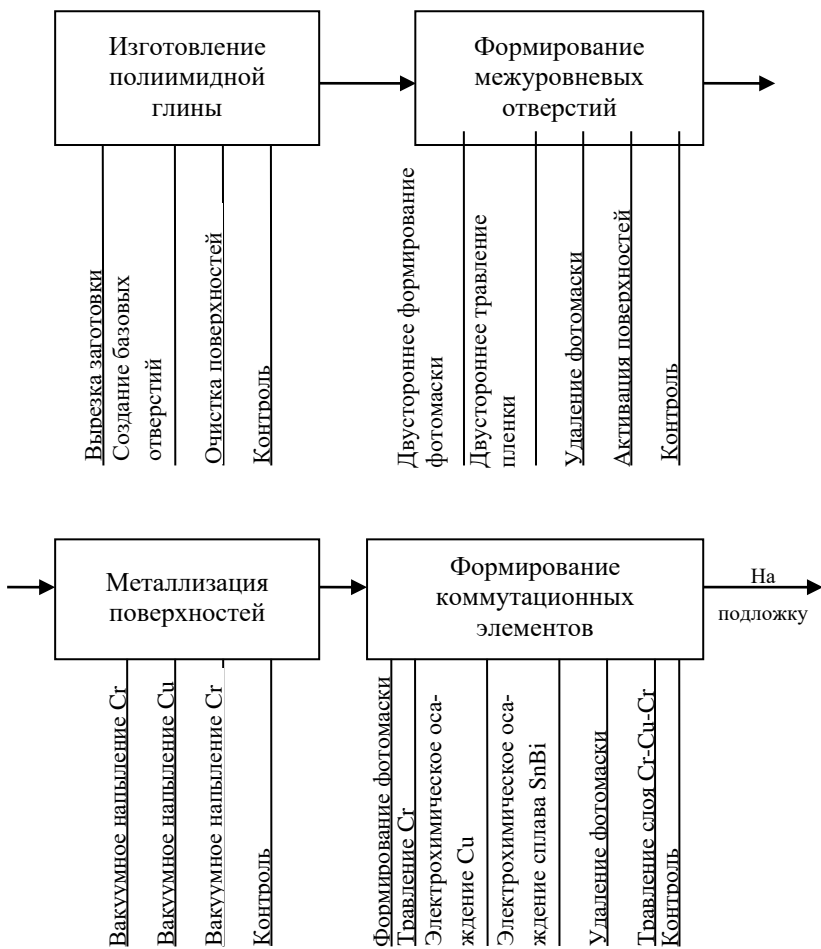 Изготовление
полиимидной
глины
Формирование
межуровневых
отверстий
Вырезка заготовки
Создание базовых
отверстий
Очистка поверхностей
Контроль
Двустороннее формирование
фотомаски
Двустороннее травление
пленки
Удаление фотомаски
Активация поверхностей
Контроль
Металлизация
поверхностей
Формирование
коммутационных
элементов
На
подложку
Вакуумное напыление Cr
Вакуумное напыление Cu
Вакуумное напыление Cr
Контроль
Формирование фотомаски
Травление Cr
Электрохимическое оса-
ждение Cu
Электрохимическое оса-
ждение сплава SnBi
Удаление фотомаски
Травление слоя Cr-Cu-Cr
Контроль